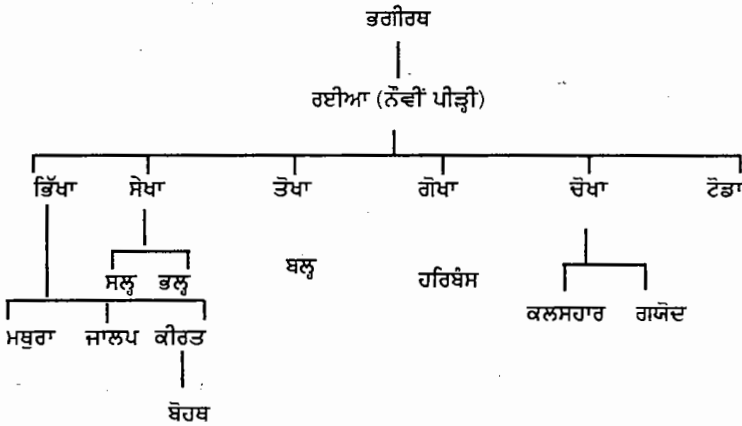 ਭਗੀਰਥ
ਰਈਆ (ਨੌਵੀਂ ਪੀੜ੍ਹੀ)
ਭਿੱਖਾ ਸੇਖਾ ਤੋਖਾ ਗੋਖਾ ਚੋਖਾ ਟੋਡਾ
ਸਲ੍ਹ ਭਲ੍ਹ ਬਲ੍ਹ ਹਰਿਬੰਸ
ਕਲਸਹਾਰ ਗਯੋਦ
ਮਥੁਰਾ ਜਾਲਪ ਕੀਰਤ
ਬੋਹਥ